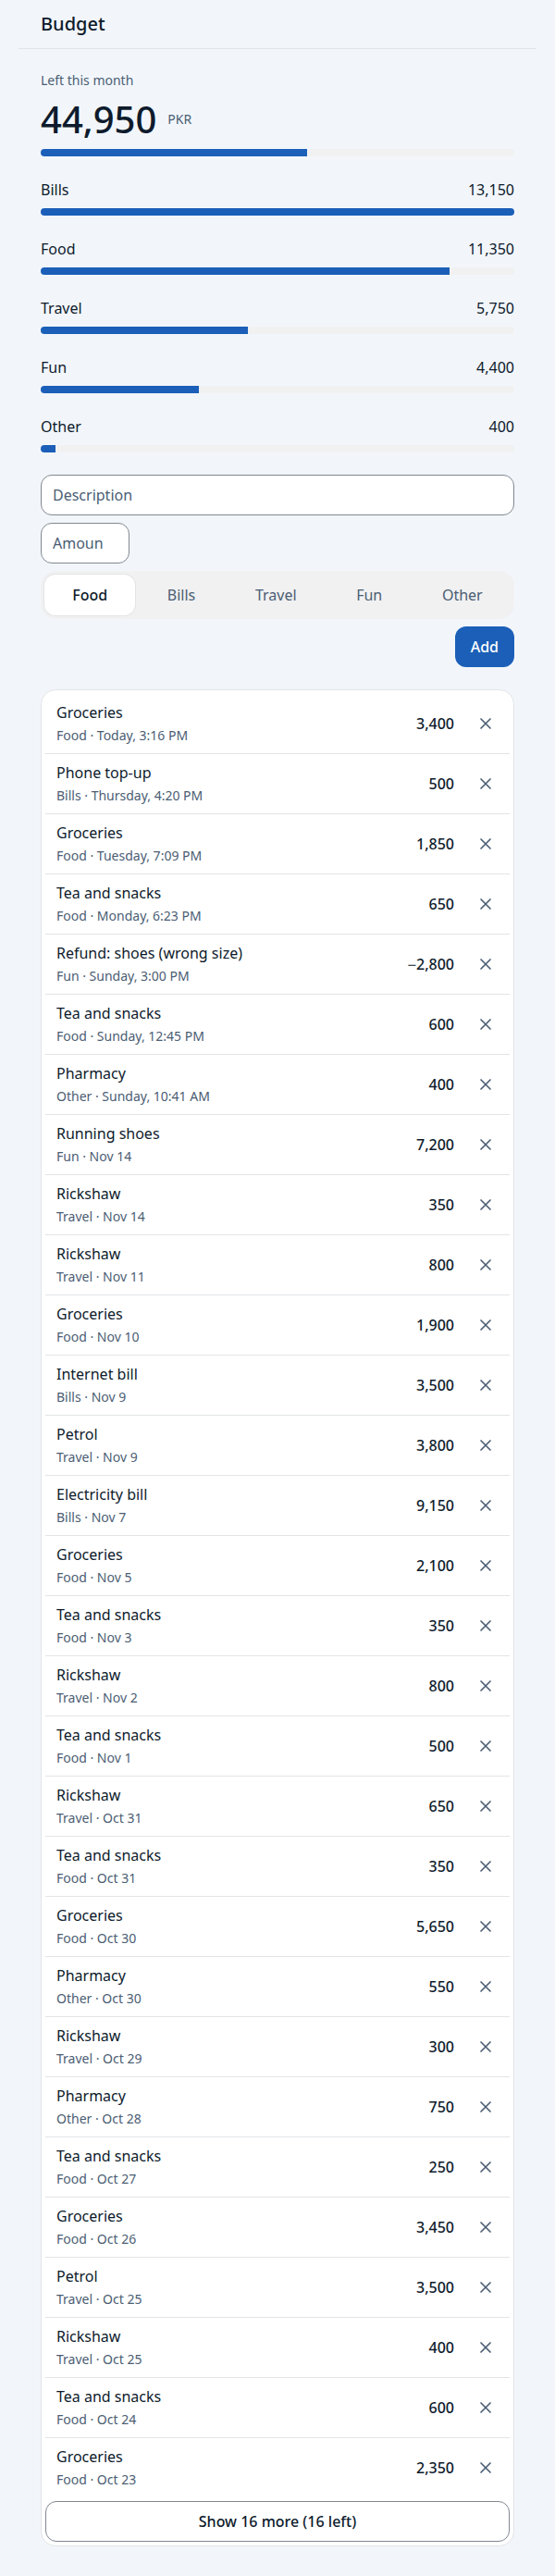 Budget
Left this month
44,950 PKR
Bills 13,150
Food 11,350
Travel 5,750
Fun 4,400
Other 400
Description
Amoun
Food Bills Travel Fun Other
Add
Groceries
Food · Today, 3:16 PM
3,400
Phone top-up
Bills · Thursday, 4:20 PM
500
Groceries
Food · Tuesday, 7:09 PM
1,850
Tea and snacks
Food · Monday, 6:23 PM
650
Refund: shoes (wrong size)
Fun · Sunday, 3:00 PM
−2,800
Tea and snacks
Food · Sunday, 12:45 PM
600
Pharmacy
Other · Sunday, 10:41 AM
400
Running shoes
Fun · Nov 14
7,200
Rickshaw
Travel · Nov 14
350
Rickshaw
Travel · Nov 11
800
Groceries
Food · Nov 10
1,900
Internet bill
Bills · Nov 9
3,500
Petrol
Travel · Nov 9
3,800
Electricity bill
Bills · Nov 7
9,150
Groceries
Food · Nov 5
2,100
Tea and snacks
Food · Nov 3
350
Rickshaw
Travel · Nov 2
800
Tea and snacks
Food · Nov 1
500
Rickshaw
Travel · Oct 31
650
Tea and snacks
Food · Oct 31
350
Groceries
Food · Oct 30
5,650
Pharmacy
Other · Oct 30
550
Rickshaw
Travel · Oct 29
300
Pharmacy
Other · Oct 28
750
Tea and snacks
Food · Oct 27
250
Groceries
Food · Oct 26
3,450
Petrol
Travel · Oct 25
3,500
Rickshaw
Travel · Oct 25
400
Tea and snacks
Food · Oct 24
600
Groceries
Food · Oct 23
2,350
Show 16 more (16 left)